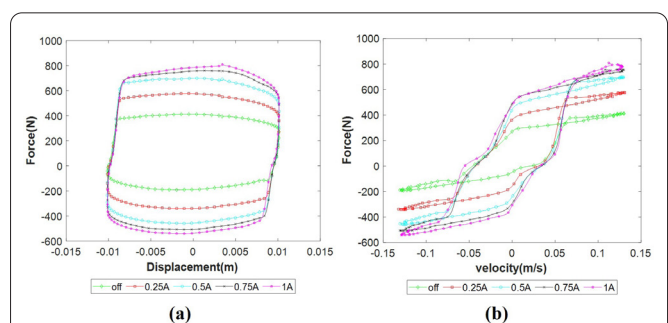 1000
800
600
400
200
0
-200
-400
-600
Force(N)
-0.015 -0.01 -0.005 0 0.005 0.01 0.015
Displacement(m)
off 0.25A 0.5A 0.75A 1A
(a)
1000
800
600
400
200
0
-200
-400
-600
Force(N)
-0.15 -0.1 -0.05 0 0.05 0.1 0.15
velocity(m/s)
off 0.25A 0.5A 0.75A 1A
(b)